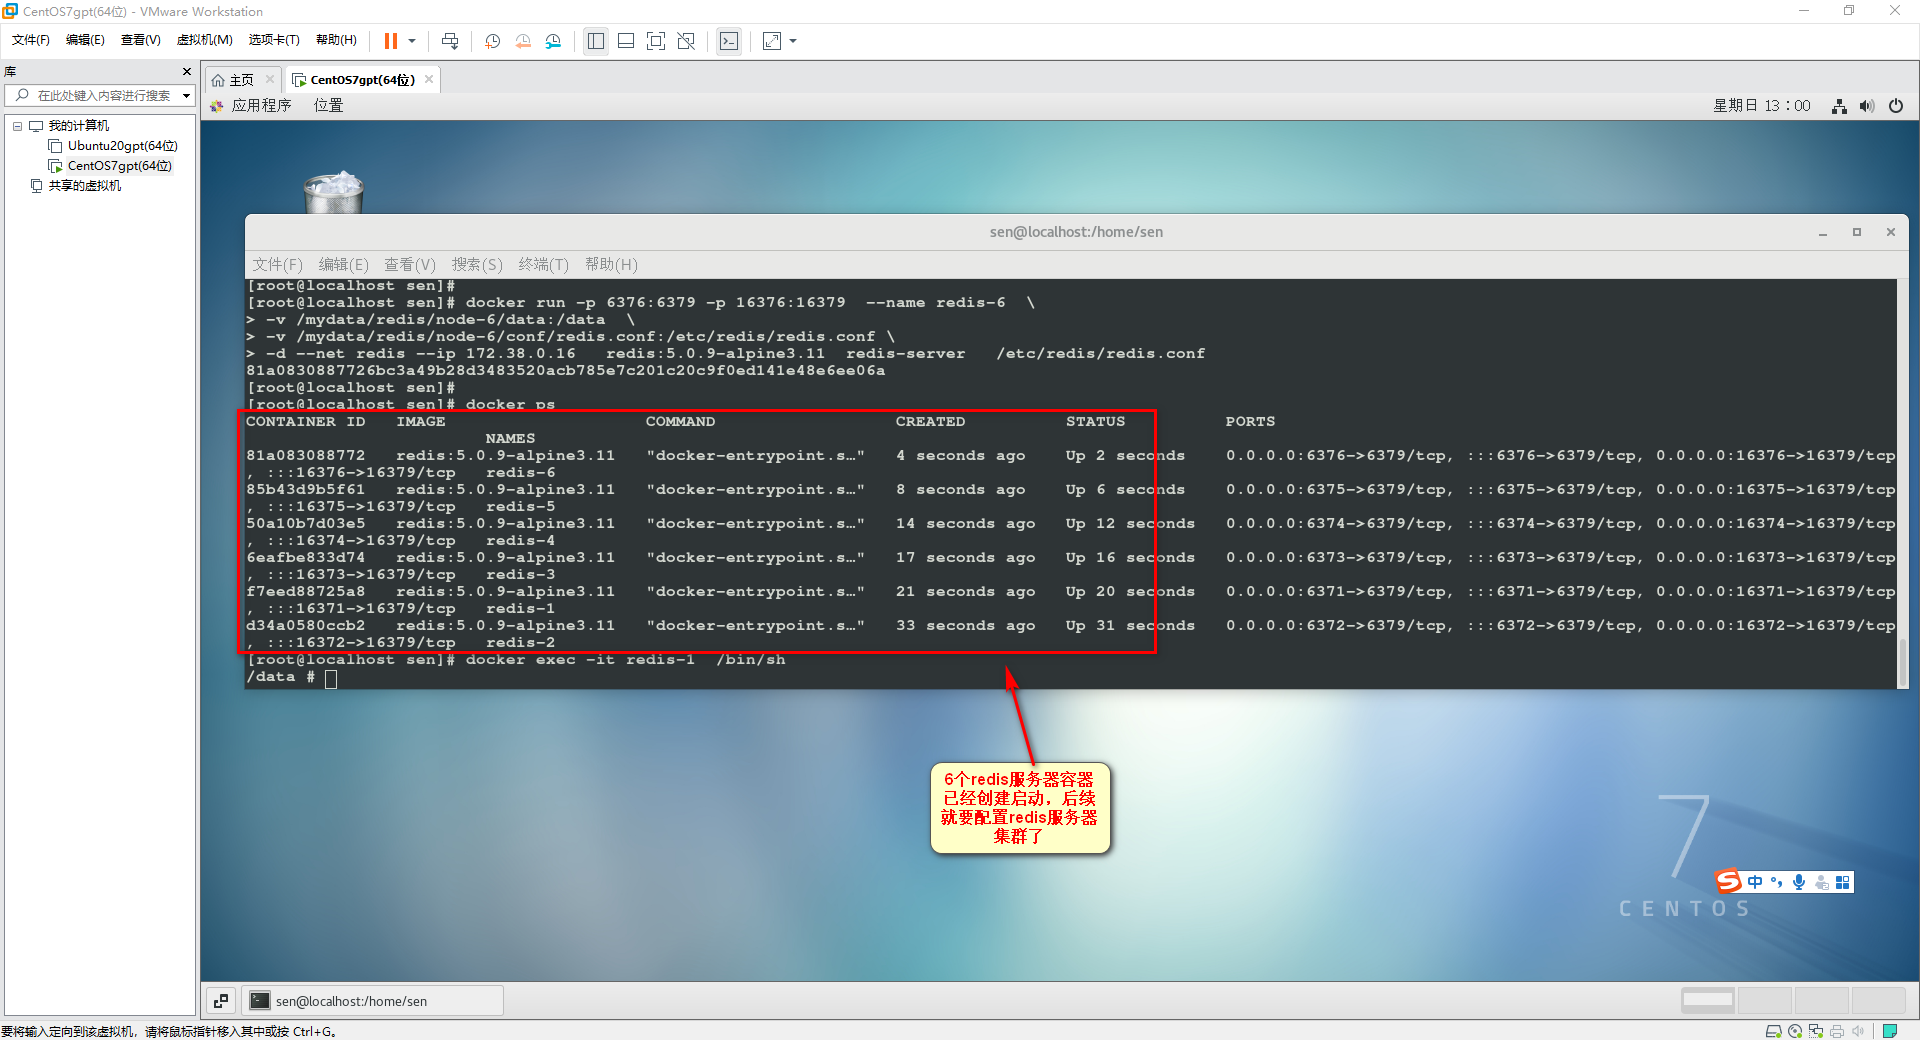 CentOS7gpt(64位) - VMware Workstation
文件(F) 编辑(E) 查看(V) 虚拟机(M) 选项卡(T) 帮助(H)
库
在此处键入内容进行搜索
我的计算机
Ubuntu20gpt(64位)
CentOS7gpt(64位)
共享的虚拟机
主页 CentOS7gpt(64位)
应用程序 位置 星期日 13：00
sen@localhost:/home/sen
文件(F) 编辑(E) 查看(V) 搜索(S) 终端(T) 帮助(H)
[root@localhost sen]#
[root@localhost sen]# docker run -p 6376:6379 -p 16376:16379  --name redis-6  \
> -v /mydata/redis/node-6/data:/data  \
> -v /mydata/redis/node-6/conf/redis.conf:/etc/redis/redis.conf \
> -d --net redis --ip 172.38.0.16   redis:5.0.9-alpine3.11  redis-server   /etc/redis/redis.conf
81a0830887726bc3a49b28d3483520acb785e7c201c20c9f0ed141e48e6ee06a
[root@localhost sen]#
[root@localhost sen]# docker ps
CONTAINER ID   IMAGE                    COMMAND                  CREATED          STATUS          PORTS
                        NAMES
81a083088772   redis:5.0.9-alpine3.11   "docker-entrypoint.s…"   4 seconds ago    Up 2 seconds    0.0.0.0:6376->6379/tcp, :::6376->6379/tcp, 0.0.0.0:16376->16379/tcp
, :::16376->16379/tcp   redis-6
85b43d9b5f61   redis:5.0.9-alpine3.11   "docker-entrypoint.s…"   8 seconds ago    Up 6 seconds    0.0.0.0:6375->6379/tcp, :::6375->6379/tcp, 0.0.0.0:16375->16379/tcp
, :::16375->16379/tcp   redis-5
50a10b7d03e5   redis:5.0.9-alpine3.11   "docker-entrypoint.s…"   14 seconds ago   Up 12 seconds   0.0.0.0:6374->6379/tcp, :::6374->6379/tcp, 0.0.0.0:16374->16379/tcp
, :::16374->16379/tcp   redis-4
6eafbe833d74   redis:5.0.9-alpine3.11   "docker-entrypoint.s…"   17 seconds ago   Up 16 seconds   0.0.0.0:6373->6379/tcp, :::6373->6379/tcp, 0.0.0.0:16373->16379/tcp
, :::16373->16379/tcp   redis-3
f7eed88725a8   redis:5.0.9-alpine3.11   "docker-entrypoint.s…"   21 seconds ago   Up 20 seconds   0.0.0.0:6371->6379/tcp, :::6371->6379/tcp, 0.0.0.0:16371->16379/tcp
, :::16371->16379/tcp   redis-1
d34a0580ccb2   redis:5.0.9-alpine3.11   "docker-entrypoint.s…"   33 seconds ago   Up 31 seconds   0.0.0.0:6372->6379/tcp, :::6372->6379/tcp, 0.0.0.0:16372->16379/tcp
, :::16372->16379/tcp   redis-2
[root@localhost sen]# docker exec -it redis-1  /bin/sh
/data #
6个redis服务器容器
已经创建启动，后续
就要配置redis服务器
集群了
7
S 中
CENTOS
sen@localhost:/home/sen
要将输入定向到该虚拟机，请将鼠标指针移入其中或按 Ctrl+G。